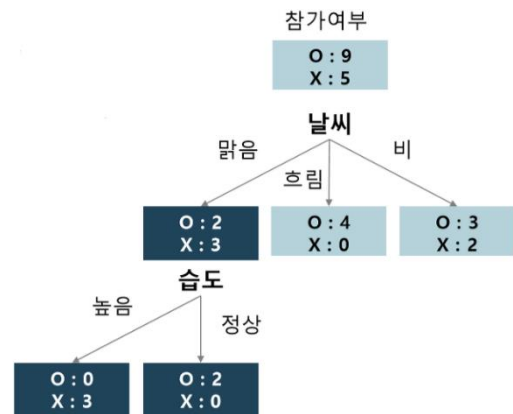 참가여부
O : 9
X : 5
날씨
맑음
흐림
비
O : 2
X : 3
O : 4
X : 0
O : 3
X : 2
습도
높음
정상
O : 0
X : 3
O : 2
X : 0